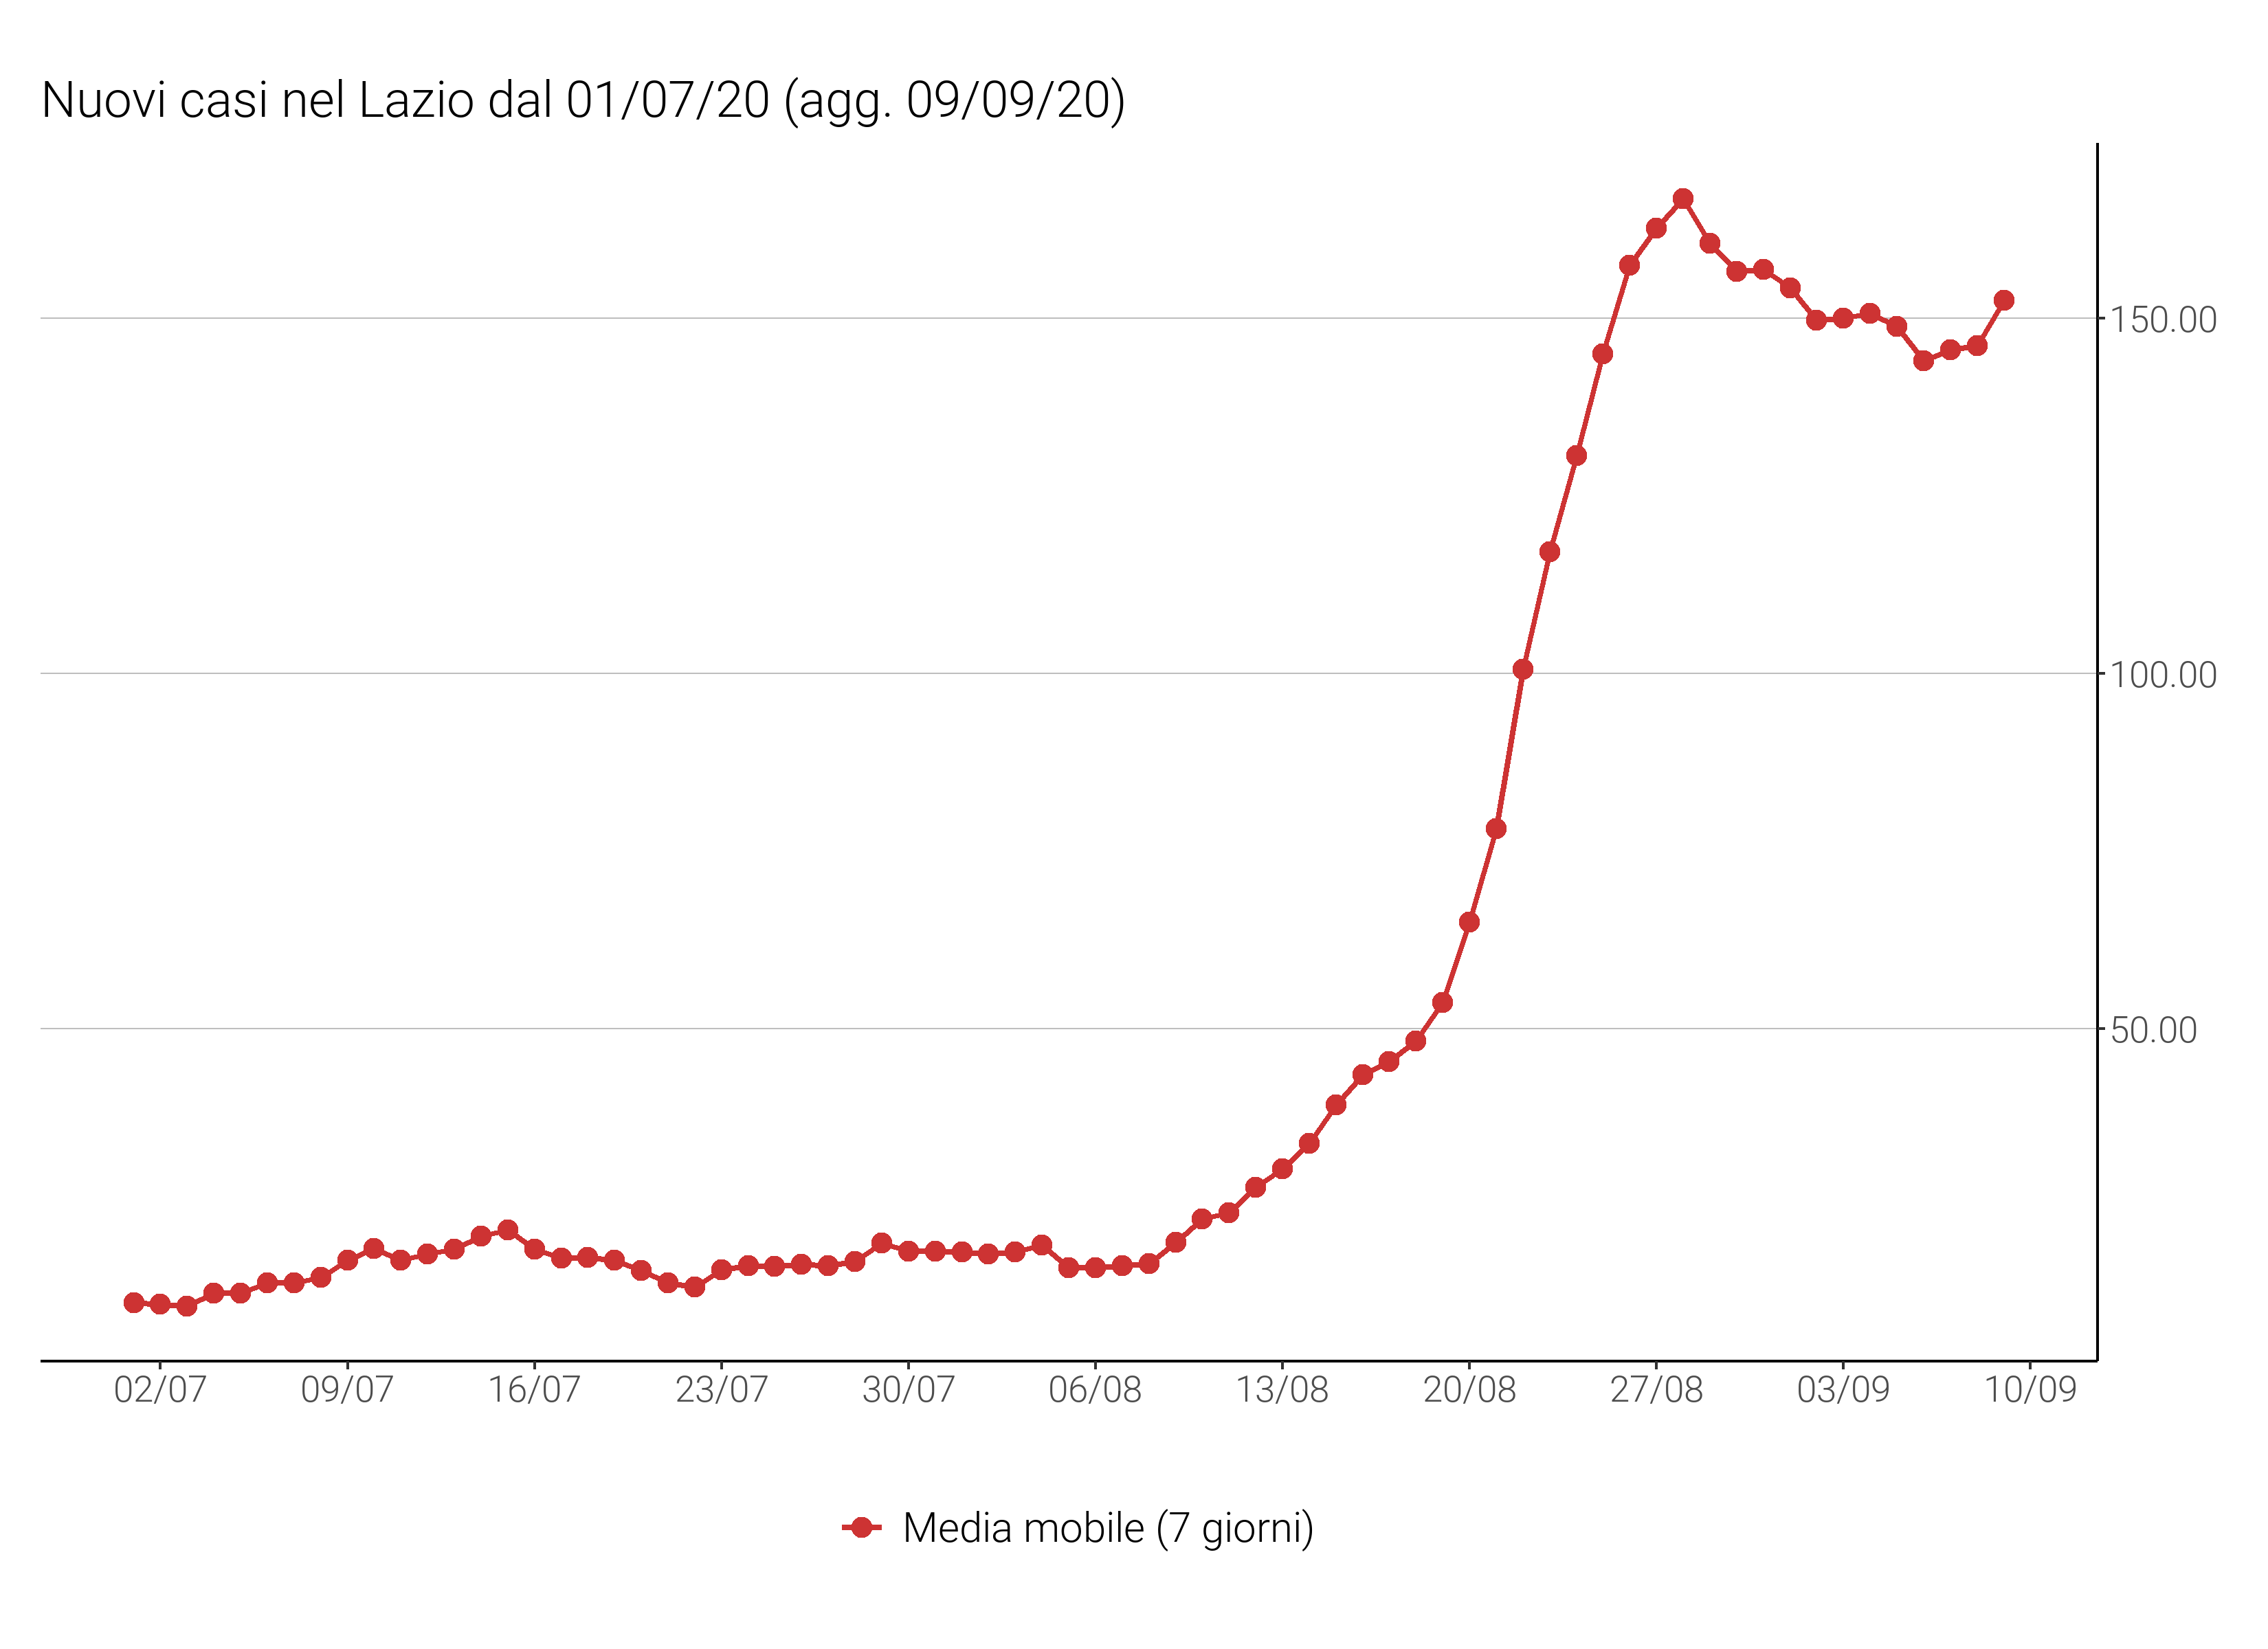 Nuovi casi nel Lazio dal 01/07/20 (agg. 09/09/20)
150.00
100.00
50.00
02/07 09/07 16/07 23/07 30/07 06/08 13/08 20/08 27/08 03/09 10/09
Media mobile (7 giorni)